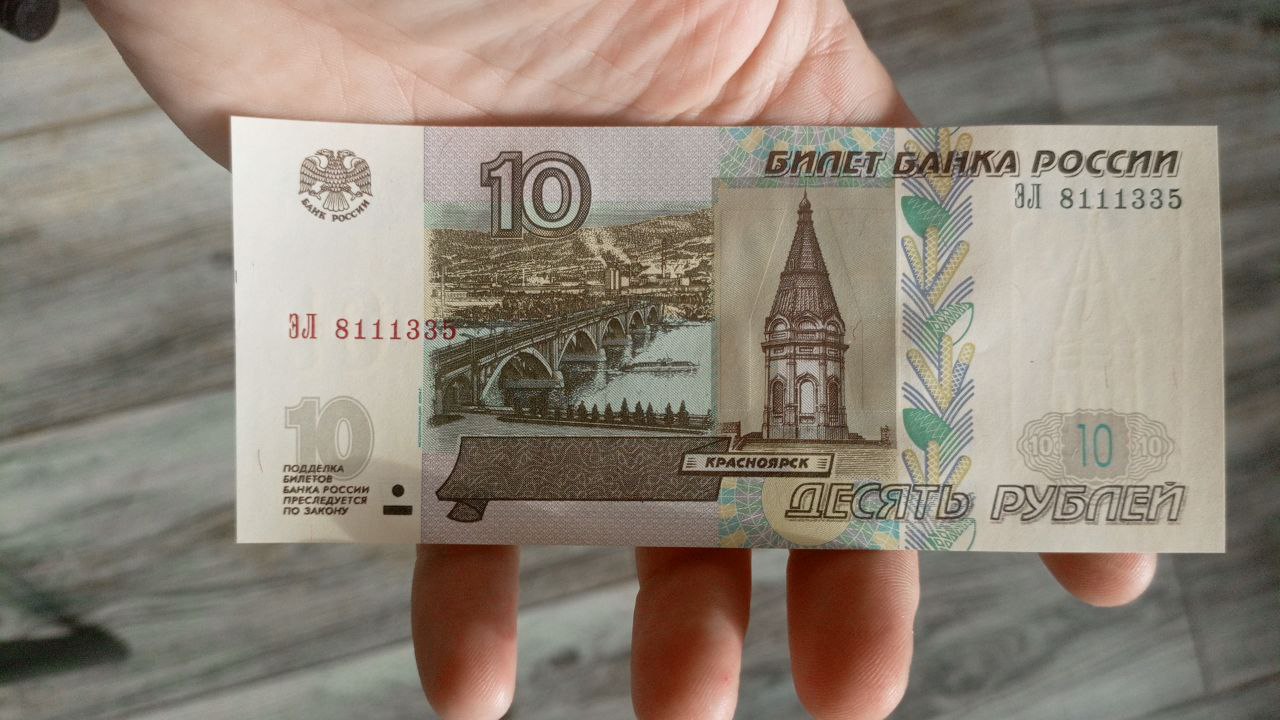 БИЛЕТ БАНКА РОССИИ
10
БАНК РОССИИ
ЭЛ 8111335
ЭЛ 8111335
10
ПОДДЕЛКА
БИЛЕТОВ
БАНКА РОССИИ
ПРЕСЛЕДУЕТСЯ
ПО ЗАКОНУ
КРАСНОЯРСК
10 10 10
ДЕСЯТЬ РУБЛЕЙ